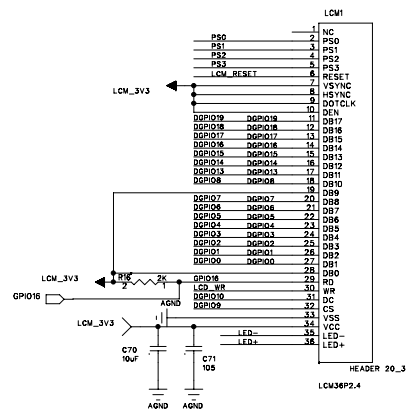 LCM1
1 NC
PS0 2 PS0
PS1 3 PS1
PS2 4 PS2
PS3 5 PS3
LCM_RESET 6 RESET
LCM_3V3 7 VSYNC
8 HSYNC
9 DOTCLK
10 DEN
DGPIO19 DGPIO19 11 DB17
DGPIO18 DGPIO18 12 DB16
DGPIO17 DGPIO17 13 DB15
DGPIO16 DGPIO16 14 DB14
DGPIO15 DGPIO15 15 DB13
DGPIO14 DGPIO14 16 DB12
DGPIO13 DGPIO13 17 DB11
DGPIO8 DGPIO8 18 DB10
19 DB9
DGPIO7 DGPIO7 20 DB8
DGPIO6 DGPIO6 21 DB7
DGPIO5 DGPIO5 22 DB6
DGPIO4 DGPIO4 23 DB5
DGPIO3 DGPIO3 24 DB4
DGPIO2 DGPIO2 25 DB3
DGPIO1 DGPIO1 26 DB2
DGPIO0 DGPIO0 27 DB1
28 DB0
LCM_3V3 R16 2K 2 1 GPIO16 29 RD
LCD_WR 30 WR
GPIO16 DGPIO10 31 DC
AGND DGPIO9 32 CS
33 VSS
LCM_3V3 34 VCC
LED- 35 LED-
LED+ 36 LED+
C70 10uF
C71 105
HEADER 20_3
LCM36P2.4
AGND AGND